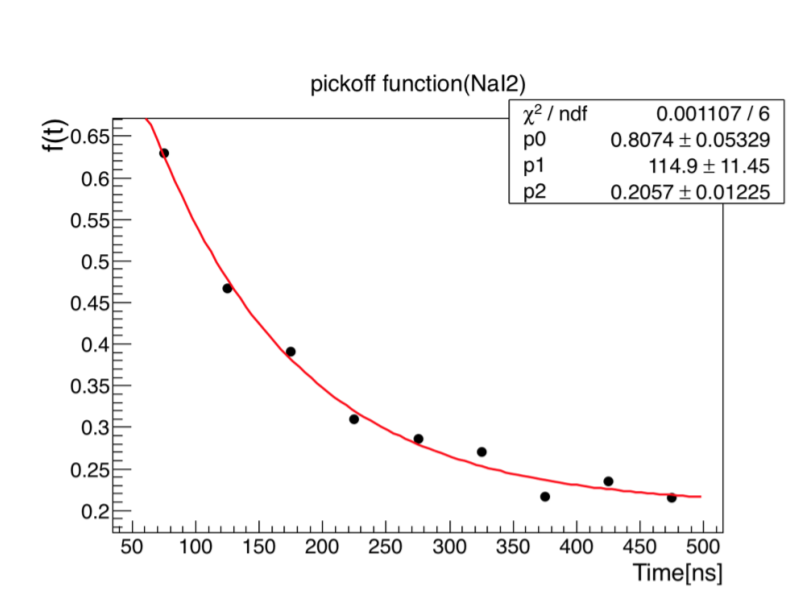 pickoff function(NaI2)
χ² / ndf 0.001107 / 6
p0 0.8074 ± 0.05329
p1 114.9 ± 11.45
p2 0.2057 ± 0.01225
f(t)
0.65
0.6
0.55
0.5
0.45
0.4
0.35
0.3
0.25
0.2
50 100 150 200 250 300 350 400 450 500
Time[ns]